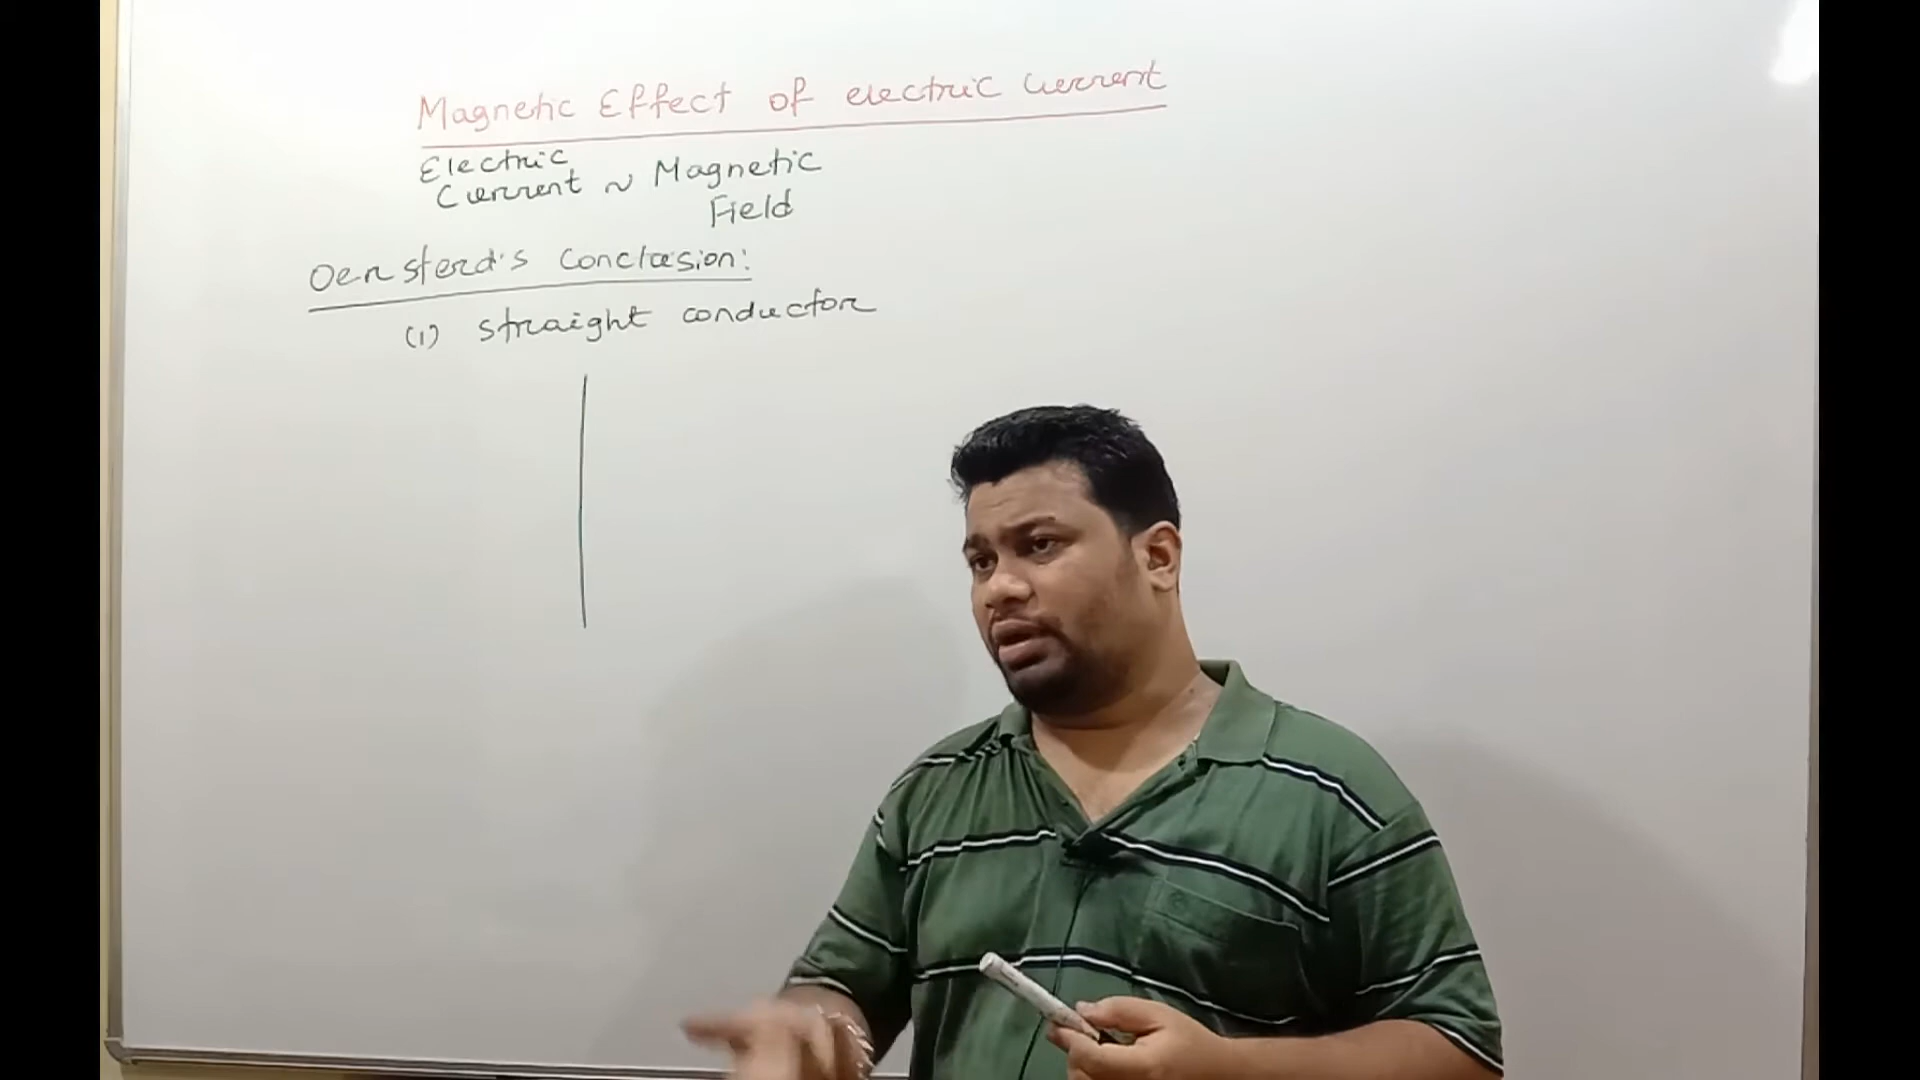 Magnetic Effect of electric Current
Electric
Current ~ Magnetic
Field
Oersterd's Conclusion:
(1) Straight conductor